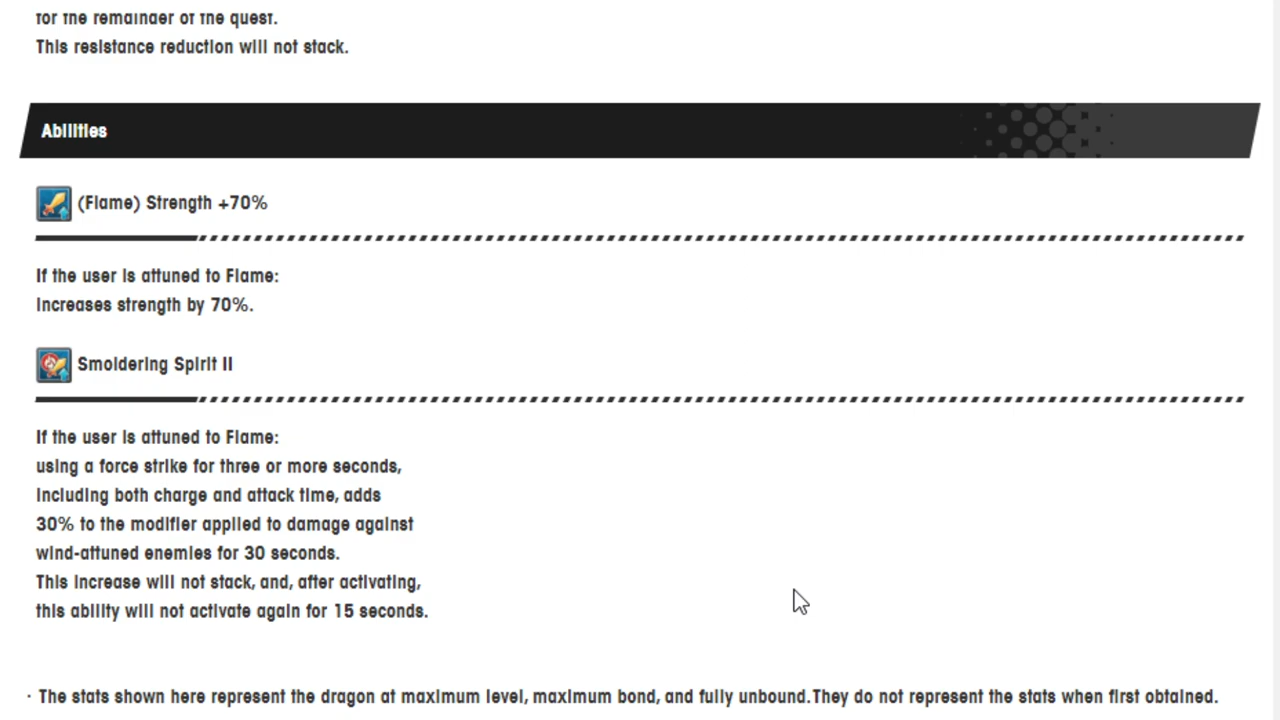 for the remainder of the quest.
This resistance reduction will not stack.
Abilities
(Flame) Strength +70%
If the user is attuned to Flame:
Increases strength by 70%.
Smoldering Spirit II
If the user is attuned to Flame:
using a force strike for three or more seconds,
including both charge and attack time, adds
30% to the modifier applied to damage against
wind-attuned enemies for 30 seconds.
This increase will not stack, and, after activating,
this ability will not activate again for 15 seconds.
· The stats shown here represent the dragon at maximum level, maximum bond, and fully unbound.They do not represent the stats when first obtained.